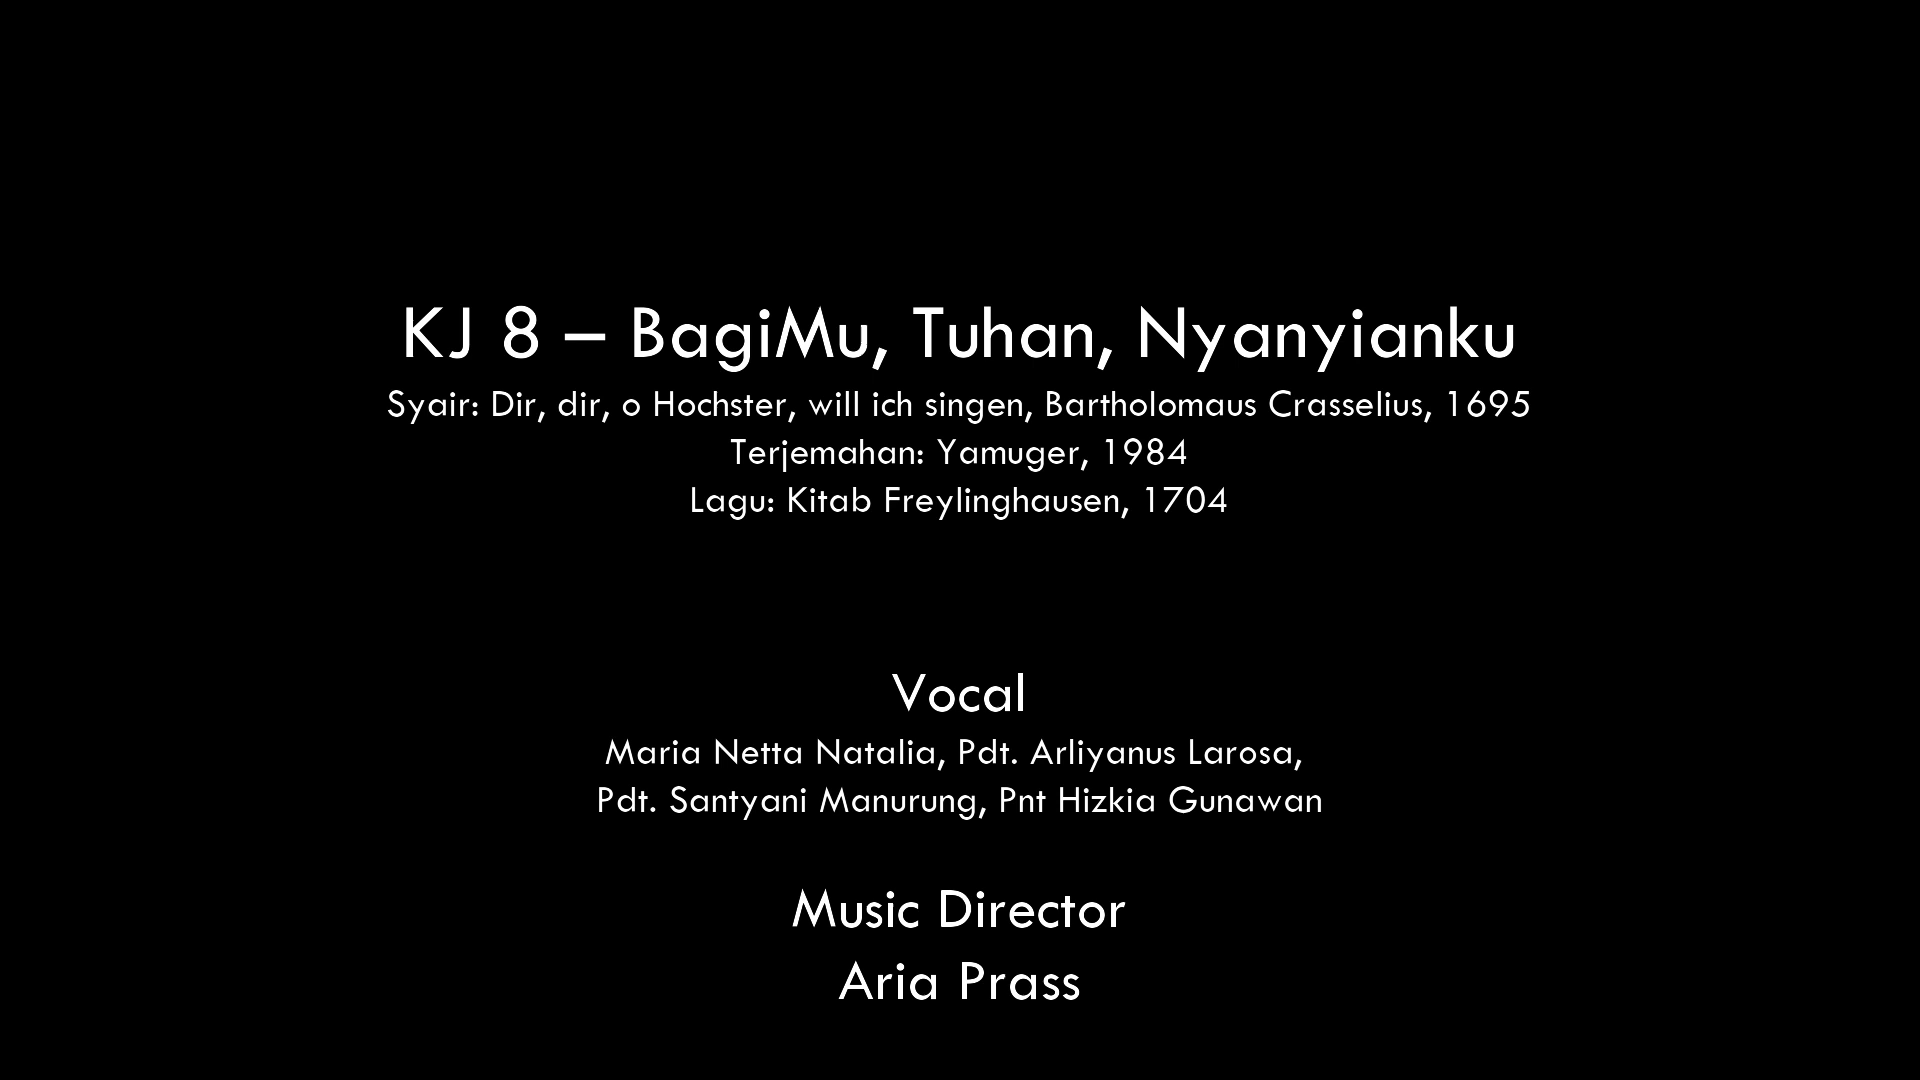 KJ 8 – BagiMu, Tuhan, Nyanyianku
Syair: Dir, dir, o Hochster, will ich singen, Bartholomaus Crasselius, 1695
Terjemahan: Yamuger, 1984
Lagu: Kitab Freylinghausen, 1704
Vocal
Maria Netta Natalia, Pdt. Arliyanus Larosa,
Pdt. Santyani Manurung, Pnt Hizkia Gunawan
Music Director
Aria Prass